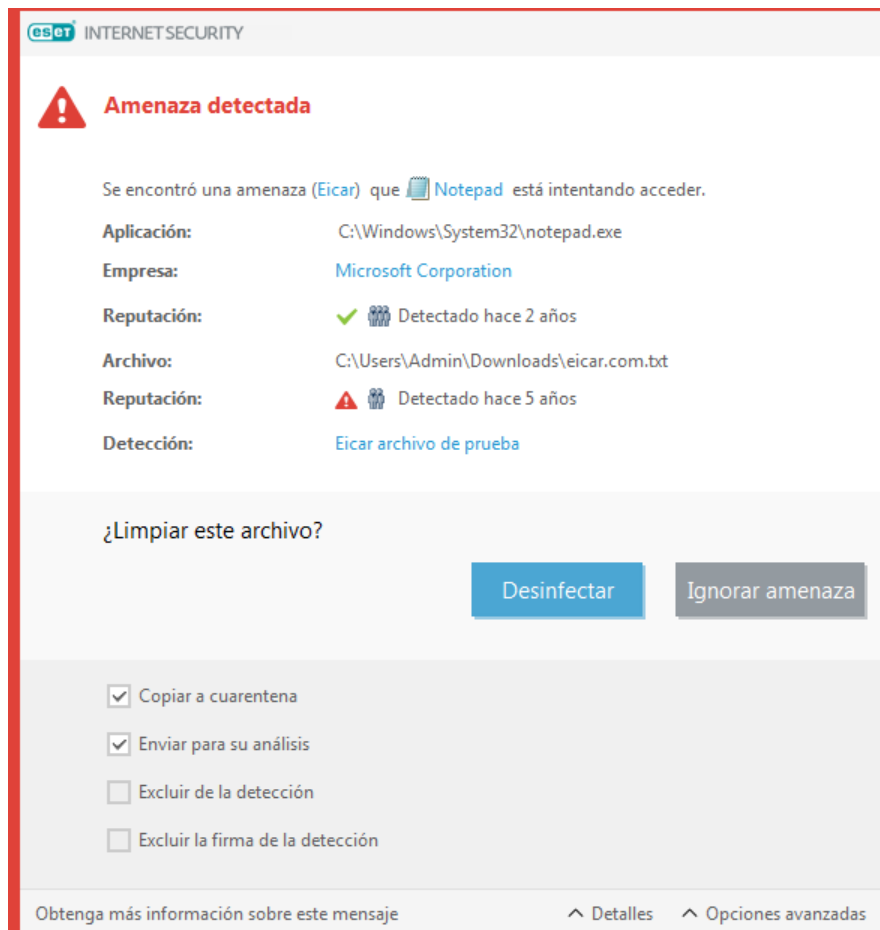 eset INTERNET SECURITY
Amenaza detectada
Se encontró una amenaza (Eicar) que Notepad está intentando acceder.
Aplicación: C:\Windows\System32\notepad.exe
Empresa: Microsoft Corporation
Reputación: Detectado hace 2 años
Archivo: C:\Users\Admin\Downloads\eicar.com.txt
Reputación: Detectado hace 5 años
Detección: Eicar archivo de prueba
¿Limpiar este archivo?
Desinfectar Ignorar amenaza
Copiar a cuarentena
Enviar para su análisis
Excluir de la detección
Excluir la firma de la detección
Obtenga más información sobre este mensaje Detalles Opciones avanzadas